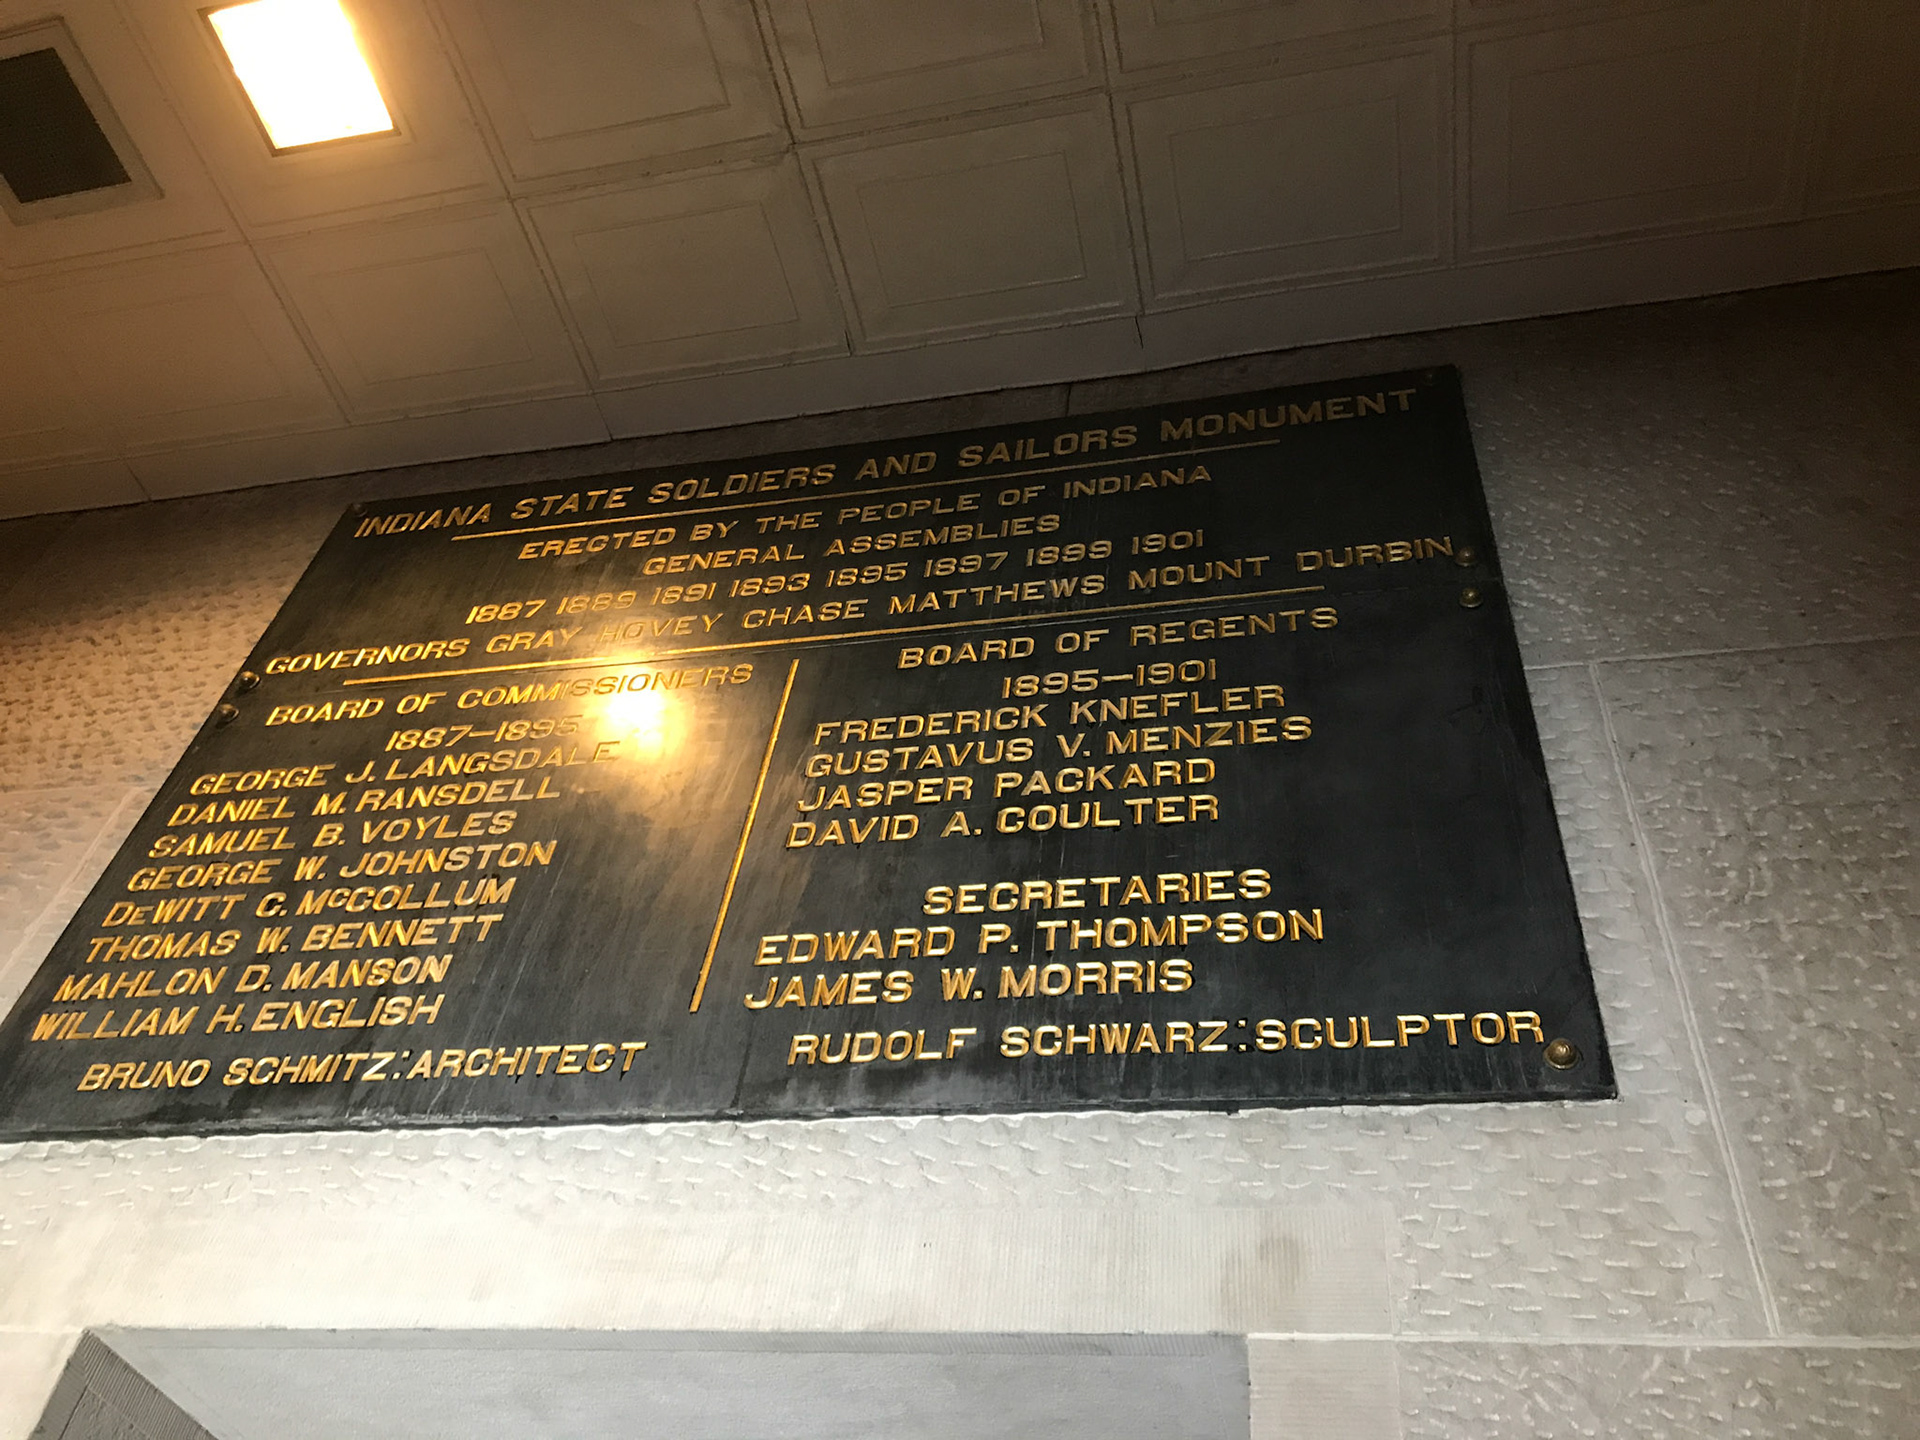 INDIANA STATE SOLDIERS AND SAILORS MONUMENT
ERECTED BY THE PEOPLE OF INDIANA
GENERAL ASSEMBLIES
1887 1889 1891 1893 1895 1897 1899 1901
GOVERNORS GRAY HOVEY CHASE MATTHEWS MOUNT DURBIN
BOARD OF COMMISSIONERS
1887–1895
GEORGE J. LANGSDALE
DANIEL M. RANSDELL
SAMUEL B. VOYLES
GEORGE W. JOHNSTON
DEWITT C. MCCOLLUM
THOMAS W. BENNETT
MAHLON D. MANSON
WILLIAM H. ENGLISH
BRUNO SCHMITZ:ARCHITECT
BOARD OF REGENTS
1895–1901
FREDERICK KNEFLER
GUSTAVUS V. MENZIES
JASPER PACKARD
DAVID A. COULTER
SECRETARIES
EDWARD P. THOMPSON
JAMES W. MORRIS
RUDOLF SCHWARZ:SCULPTOR